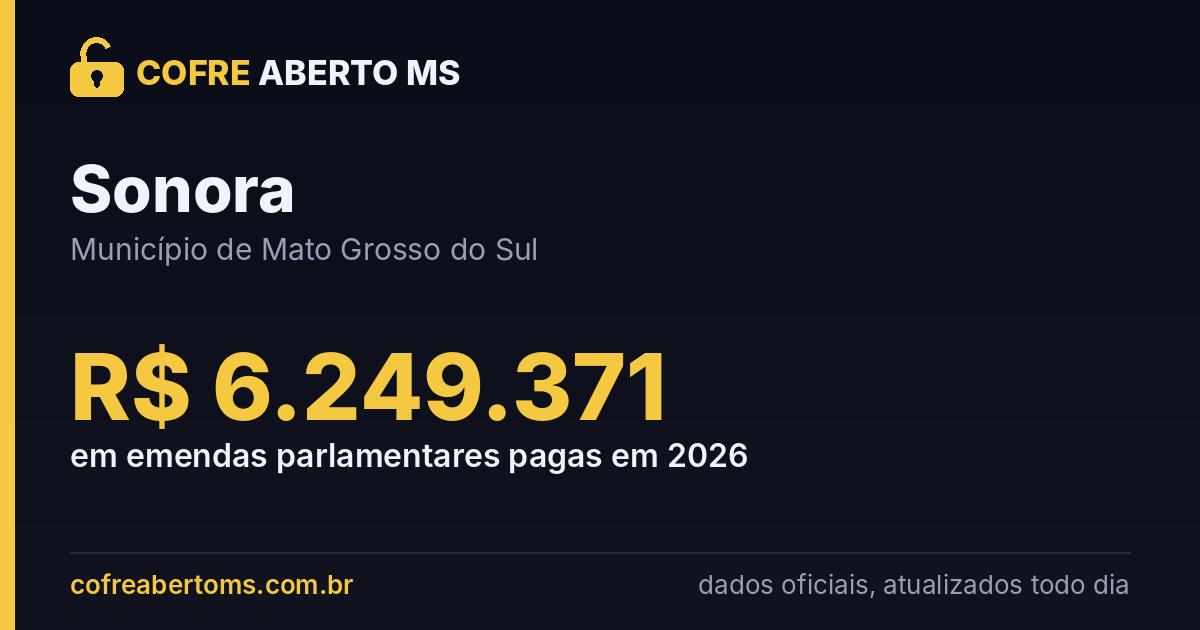 COFRE ABERTO MS
Sonora
Município de Mato Grosso do Sul
R$ 6.249.371
em emendas parlamentares pagas em 2026
cofreabertoms.com.br
dados oficiais, atualizados todo dia